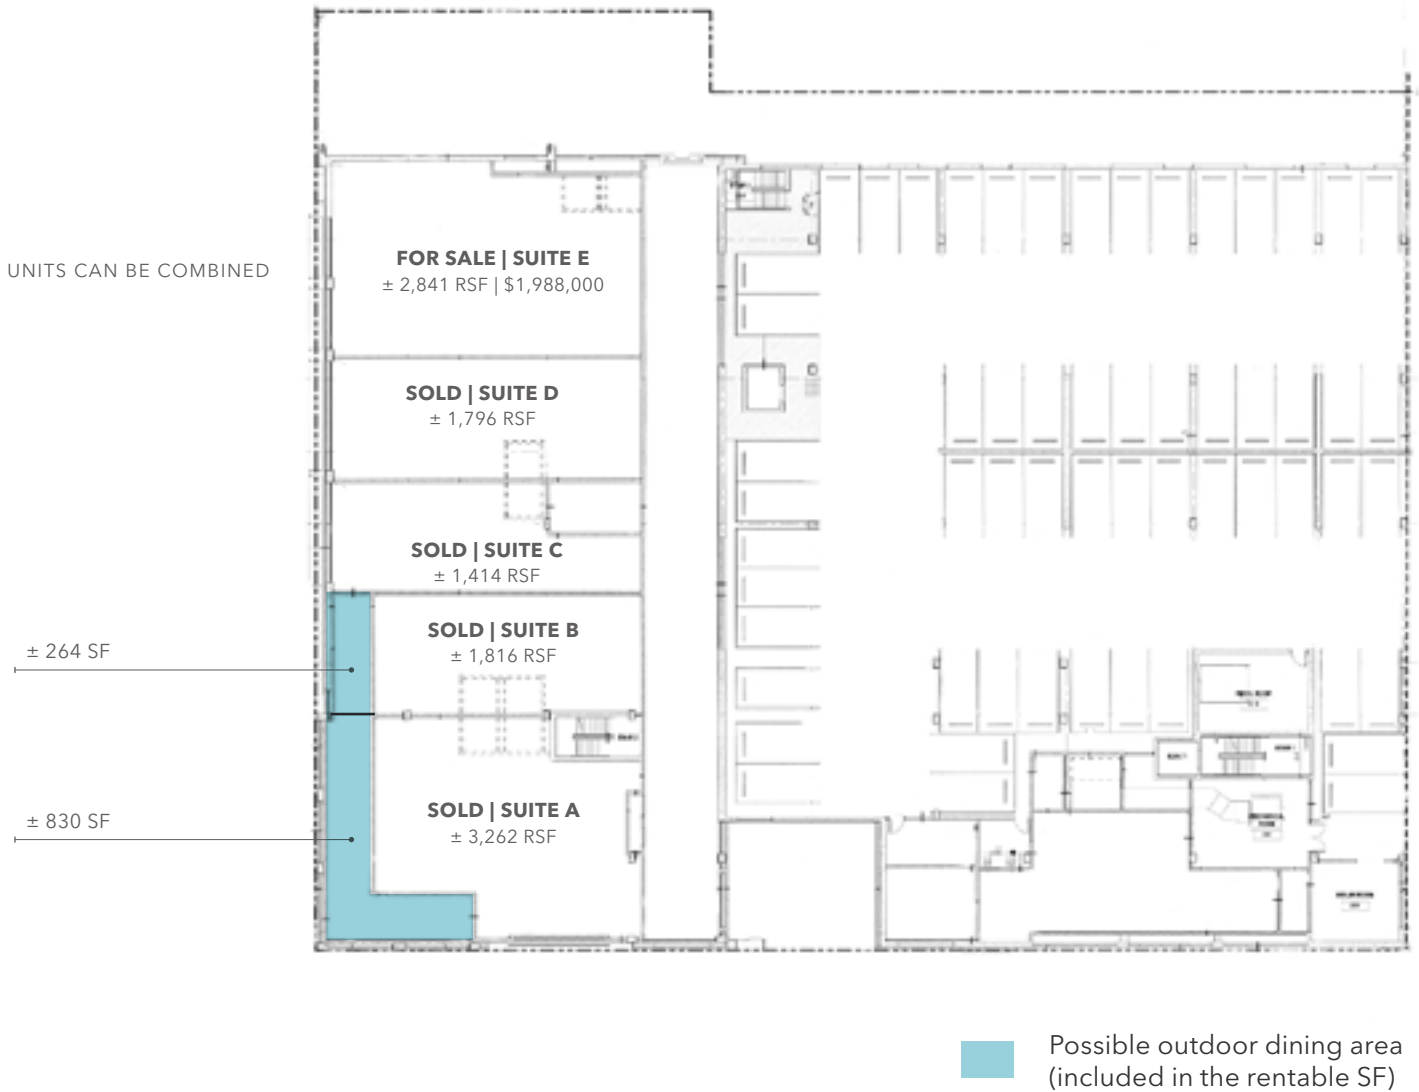 FOR SALE | SUITE E
± 2,841 RSF | $1,988,000
UNITS CAN BE COMBINED
SOLD | SUITE D
± 1,796 RSF
SOLD | SUITE C
± 1,414 RSF
SOLD | SUITE B
± 1,816 RSF
± 264 SF
SOLD | SUITE A
± 3,262 RSF
± 830 SF
Possible outdoor dining area
(included in the rentable SF)